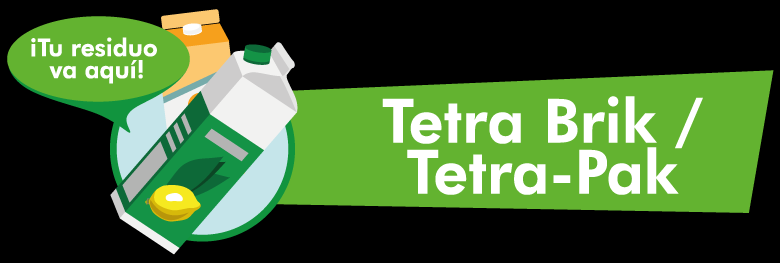 ¡Tu residuo
va aquí!
Tetra Brik /
Tetra-Pak